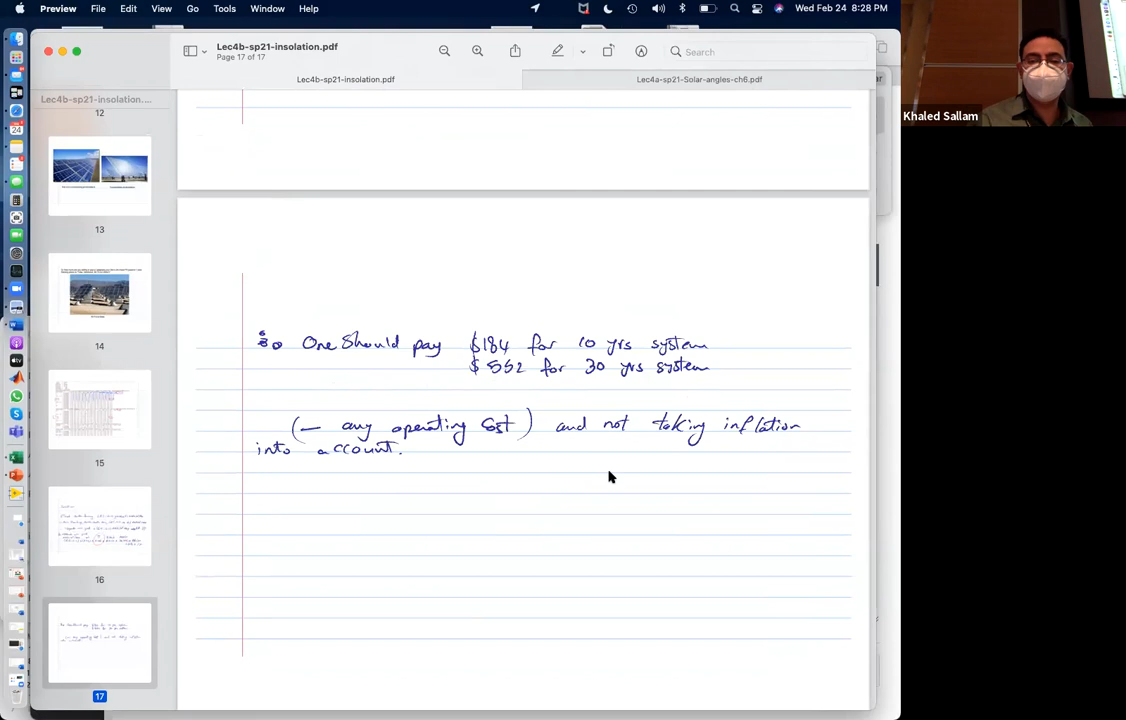 Preview File Edit View Go Tools Window Help
Wed Feb 24 8:28 PM
Lec4b-sp21-insolation.pdf
Page 17 of 17
Search
Lec4b-sp21-insolation.pdf
Lec4a-sp21-Solar-angles-ch6.pdf
Lec4b-sp21-insolation....
12
13
14
15
16
17
Khaled Sallam
One Should pay $184 for 10 yrs system
$552 for 30 yrs system
(— any operating Cost) and not taking inflation
into account.